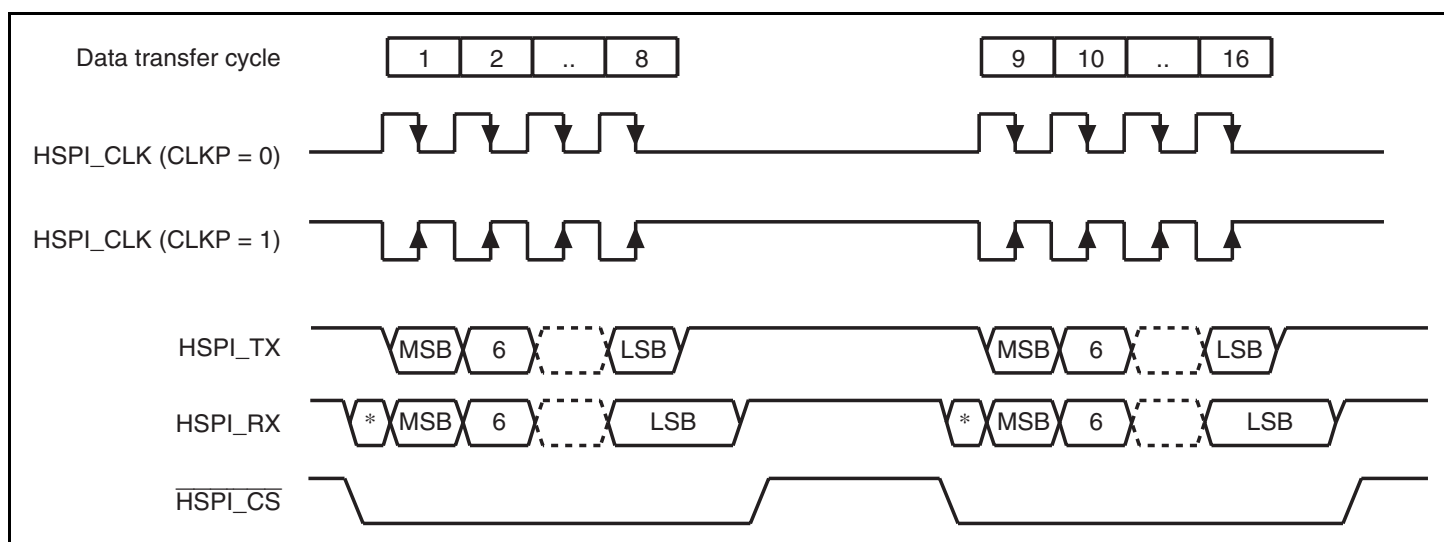 Data transfer cycle 1 2 .. 8 9 10 .. 16
HSPI_CLK (CLKP = 0)
HSPI_CLK (CLKP = 1)
HSPI_TX MSB 6 LSB MSB 6 LSB
HSPI_RX * MSB 6 LSB * MSB 6 LSB
HSPI_CS